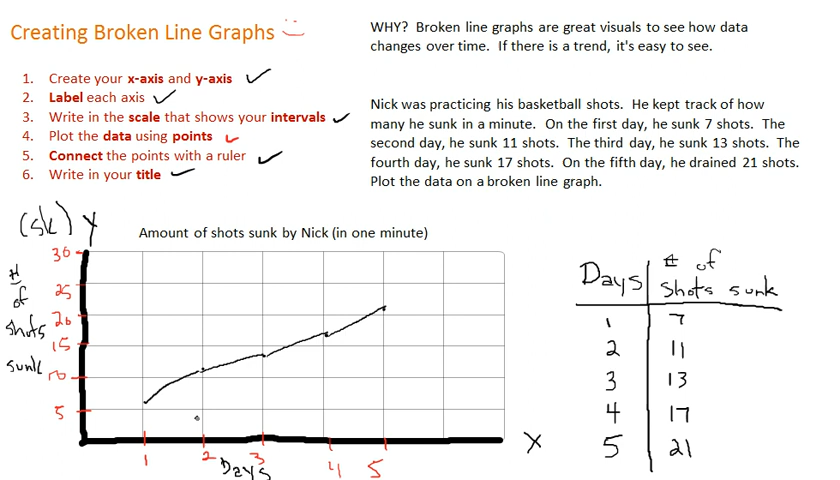 Creating Broken Line Graphs
WHY? Broken line graphs are great visuals to see how data
changes over time. If there is a trend, it's easy to see.
1. Create your x-axis and y-axis
2. Label each axis
3. Write in the scale that shows your intervals
4. Plot the data using points
5. Connect the points with a ruler
6. Write in your title
Nick was practicing his basketball shots. He kept track of how
many he sunk in a minute. On the first day, he sunk 7 shots. The
second day, he sunk 11 shots. The third day, he sunk 13 shots. The
fourth day, he sunk 17 shots. On the fifth day, he drained 21 shots.
Plot the data on a broken line graph.
Y
Amount of shots sunk by Nick (in one minute)
30
25
20
15
10
5
# of shots sunk
1 2 3 4 5
Days
X
Days # of shots sunk
1 7
2 11
3 13
4 17
5 21